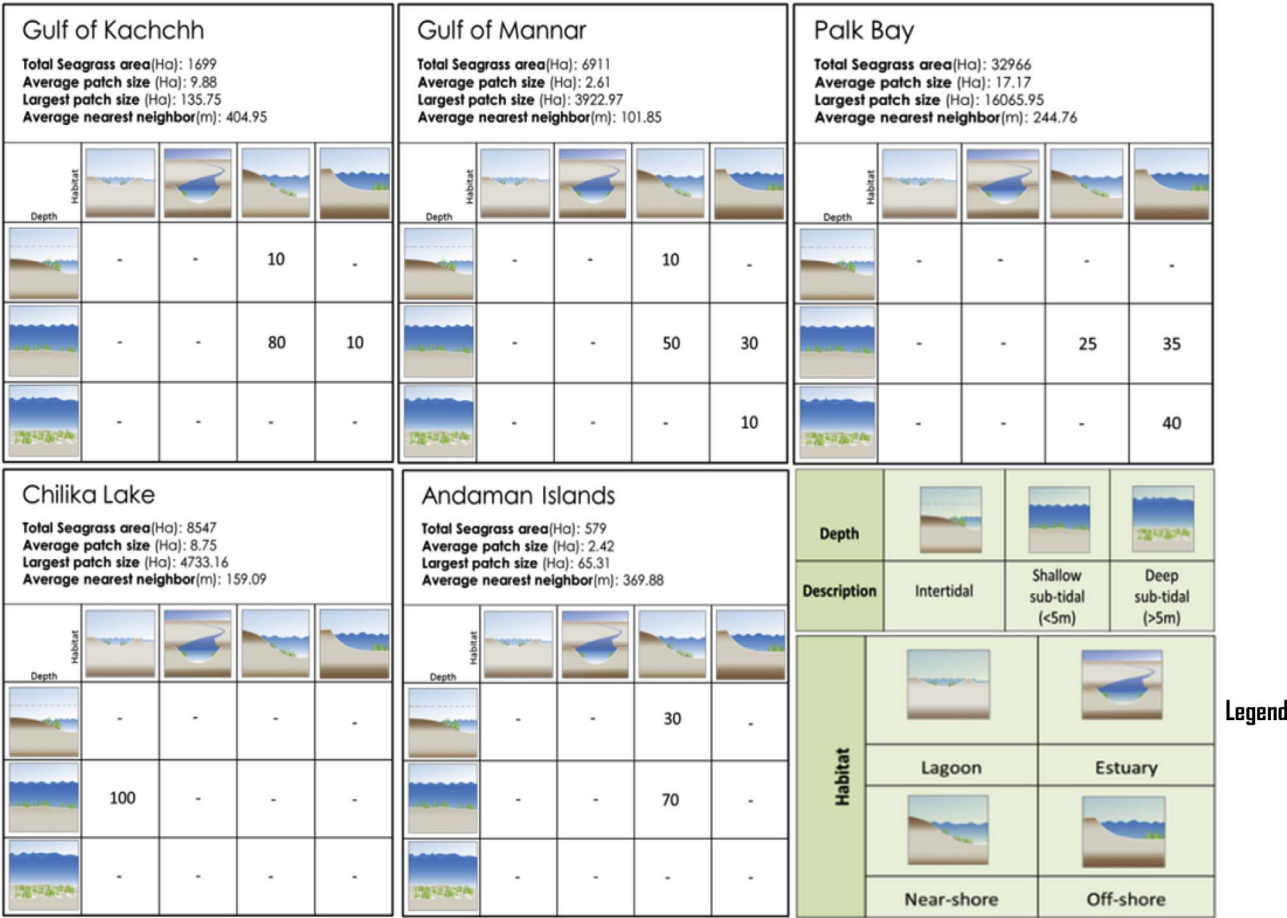 Gulf of Kachchh
Total Seagrass area(Ha): 1699
Average patch size (Ha): 9.88
Largest patch size (Ha): 135.75
Average nearest neighbor(m): 404.95
Habitat
Depth
- - 10 -
- - 80 10
- - - -
Gulf of Mannar
Total Seagrass area(Ha): 6911
Average patch size (Ha): 2.61
Largest patch size (Ha): 3922.97
Average nearest neighbor(m): 101.85
Habitat
Depth
- - 10 -
- - 50 30
- - - 10
Palk Bay
Total Seagrass area(Ha): 32966
Average patch size (Ha): 17.17
Largest patch size (Ha): 16065.95
Average nearest neighbor(m): 244.76
Habitat
Depth
- - - -
- - 25 35
- - - 40
Chilika Lake
Total Seagrass area(Ha): 8547
Average patch size (Ha): 8.75
Largest patch size (Ha): 4733.16
Average nearest neighbor(m): 159.09
Habitat
Depth
- - - -
100 - - -
- - - -
Andaman Islands
Total Seagrass area(Ha): 579
Average patch size (Ha): 2.42
Largest patch size (Ha): 65.31
Average nearest neighbor(m): 369.88
Habitat
Depth
- - 30 -
- - 70 -
- - - -
Depth
Description
Intertidal
Shallow
sub-tidal
(<5m)
Deep
sub-tidal
(>5m)
Habitat
Lagoon
Estuary
Near-shore
Off-shore
Legend